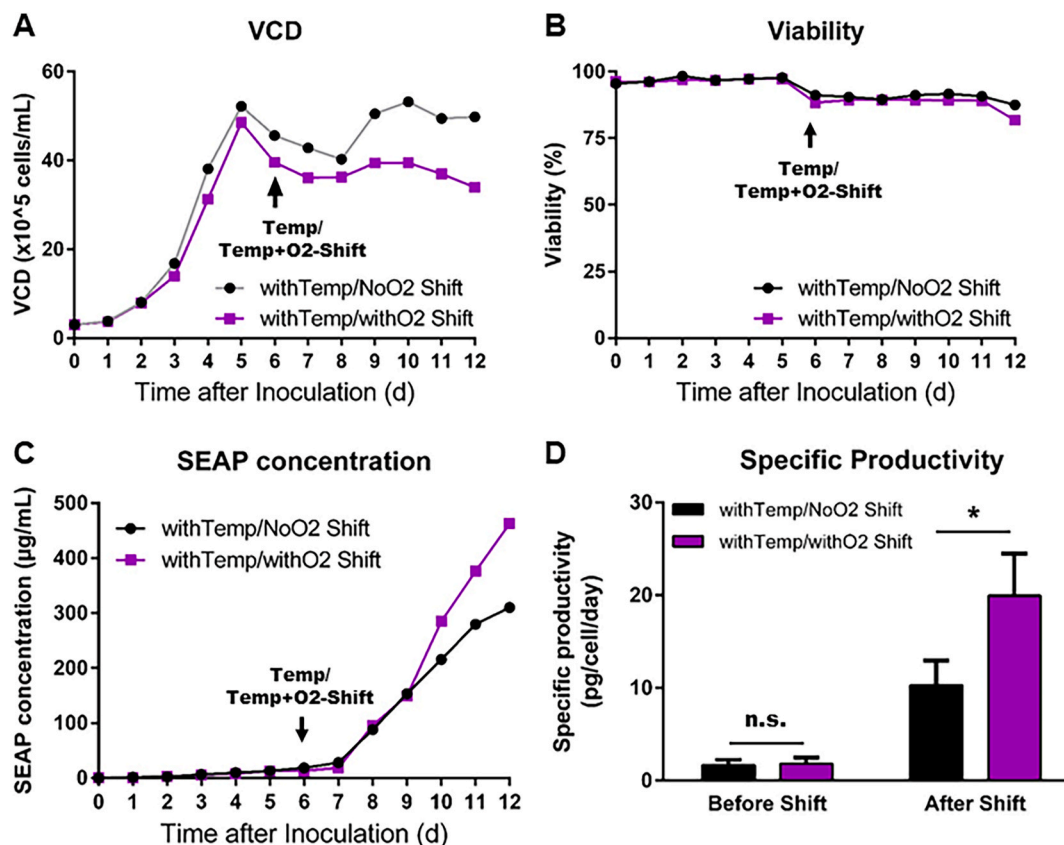 A
VCD
VCD (x10^5 cells/mL)
60
40
20
0
Temp/
Temp+O2-Shift
withTemp/NoO2 Shift
withTemp/withO2 Shift
0 1 2 3 4 5 6 7 8 9 10 11 12
Time after Inoculation (d)
B
Viability
Viability (%)
100
75
50
25
0
Temp/
Temp+O2-Shift
withTemp/NoO2 Shift
withTemp/withO2 Shift
0 1 2 3 4 5 6 7 8 9 10 11 12
Time after Inoculation (d)
C
SEAP concentration
SEAP concentration (µg/mL)
500
400
300
200
100
0
withTemp/NoO2 Shift
withTemp/withO2 Shift
Temp/
Temp+O2-Shift
0 1 2 3 4 5 6 7 8 9 10 11 12
Time after Inoculation (d)
D
Specific Productivity
Specific productivity
(pg/cell/day)
30
20
10
0
withTemp/NoO2 Shift
withTemp/withO2 Shift
*
n.s.
Before Shift
After Shift